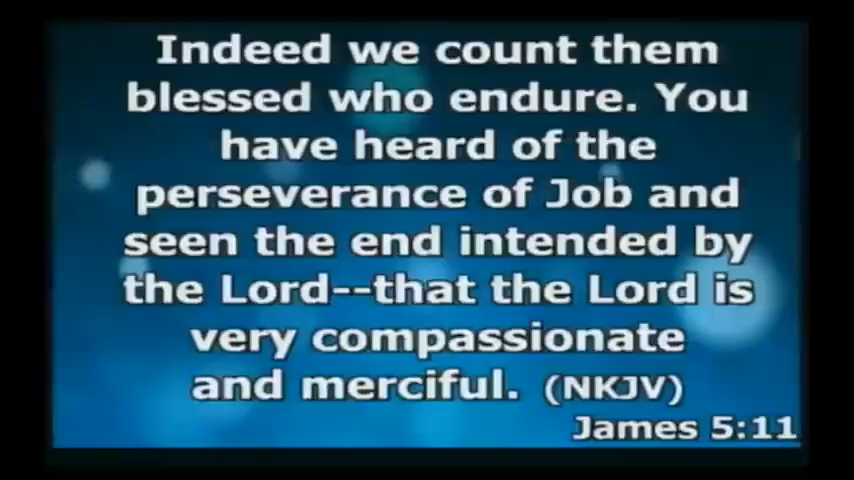 Indeed we count them
blessed who endure. You
have heard of the
perseverance of Job and
seen the end intended by
the Lord--that the Lord is
very compassionate
and merciful. (NKJV)
James 5:11